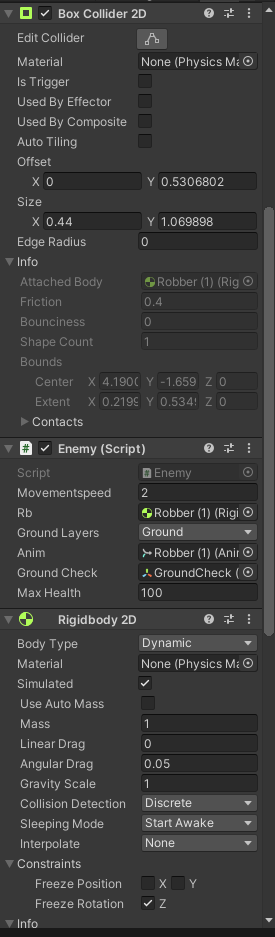 Box Collider 2D
Edit Collider
Material None (Physics Ma
Is Trigger
Used By Effector
Used By Composite
Auto Tiling
Offset
X 0 Y 0.5306802
Size
X 0.44 Y 1.069898
Edge Radius 0
Info
Attached Body Robber (1) (Rig
Friction 0.4
Bounciness 0
Shape Count 1
Bounds
Center X 4.190 Y -1.659 Z 0
Extent X 0.219 Y 0.534 Z 0
Contacts
# Enemy (Script)
Script # Enemy
Movementspeed 2
Rb Robber (1) (Rigi
Ground Layers Ground
Anim Robber (1) (Ani
Ground Check GroundCheck (
Max Health 100
Rigidbody 2D
Body Type Dynamic
Material None (Physics Ma
Simulated
Use Auto Mass
Mass 1
Linear Drag 0
Angular Drag 0.05
Gravity Scale 1
Collision Detection Discrete
Sleeping Mode Start Awake
Interpolate None
Constraints
Freeze Position X Y
Freeze Rotation Z
Info